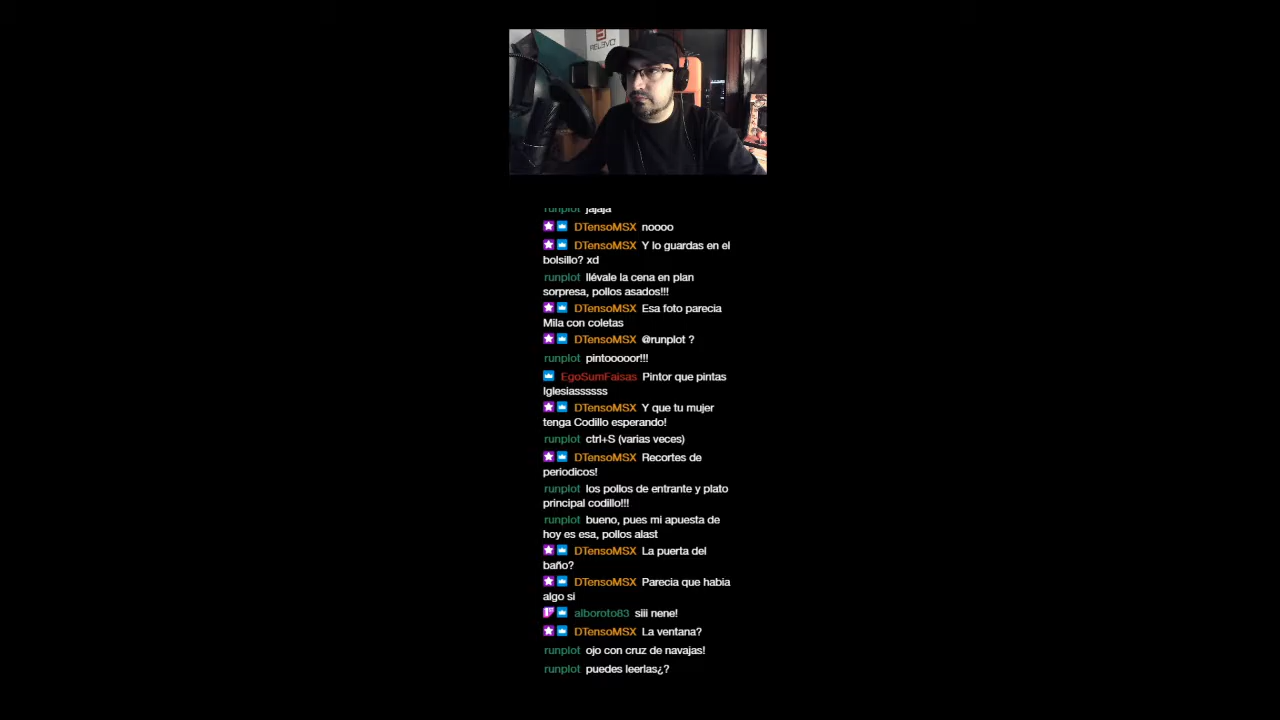 RELEVO
runplot jajaja
DTensoMSX noooo
DTensoMSX Y lo guardas en el
bolsillo? xd
runplot llévale la cena en plan
sorpresa, pollos asados!!!
DTensoMSX Esa foto parecia
Mila con coletas
DTensoMSX @runplot ?
runplot pintooooor!!!
EgoSumFaisas Pintor que pintas
Iglesiassssss
DTensoMSX Y que tu mujer
tenga Codillo esperando!
runplot ctrl+S (varias veces)
DTensoMSX Recortes de
periodicos!
runplot los pollos de entrante y plato
principal codillo!!!
runplot bueno, pues mi apuesta de
hoy es esa, pollos alast
DTensoMSX La puerta del
baño?
DTensoMSX Parecia que habia
algo si
alboroto83 siii nene!
DTensoMSX La ventana?
runplot ojo con cruz de navajas!
runplot puedes leerlas¿?